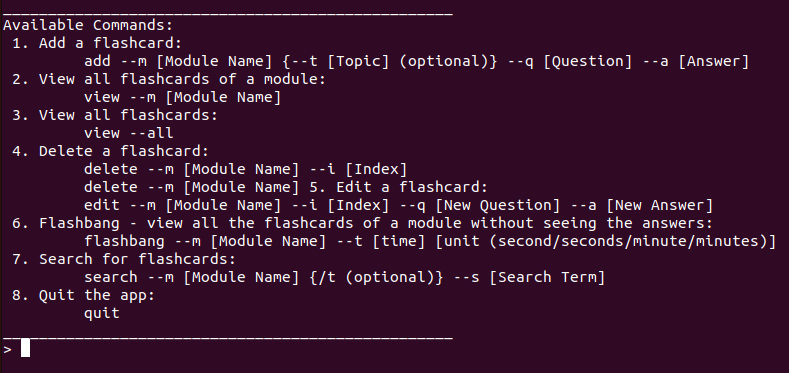 __________________________________________________
Available Commands:
 1. Add a flashcard:
         add --m [Module Name] {--t [Topic] (optional)} --q [Question] --a [Answer]
 2. View all flashcards of a module:
         view --m [Module Name]
 3. View all flashcards:
         view --all
 4. Delete a flashcard:
         delete --m [Module Name] --i [Index]
         delete --m [Module Name] 5. Edit a flashcard:
         edit --m [Module Name] --i [Index] --q [New Question] --a [New Answer]
 6. Flashbang - view all the flashcards of a module without seeing the answers:
         flashbang --m [Module Name] --t [time] [unit (second/seconds/minute/minutes)]
 7. Search for flashcards:
         search --m [Module Name] {/t (optional)} --s [Search Term]
 8. Quit the app:
         quit
__________________________________________________
>